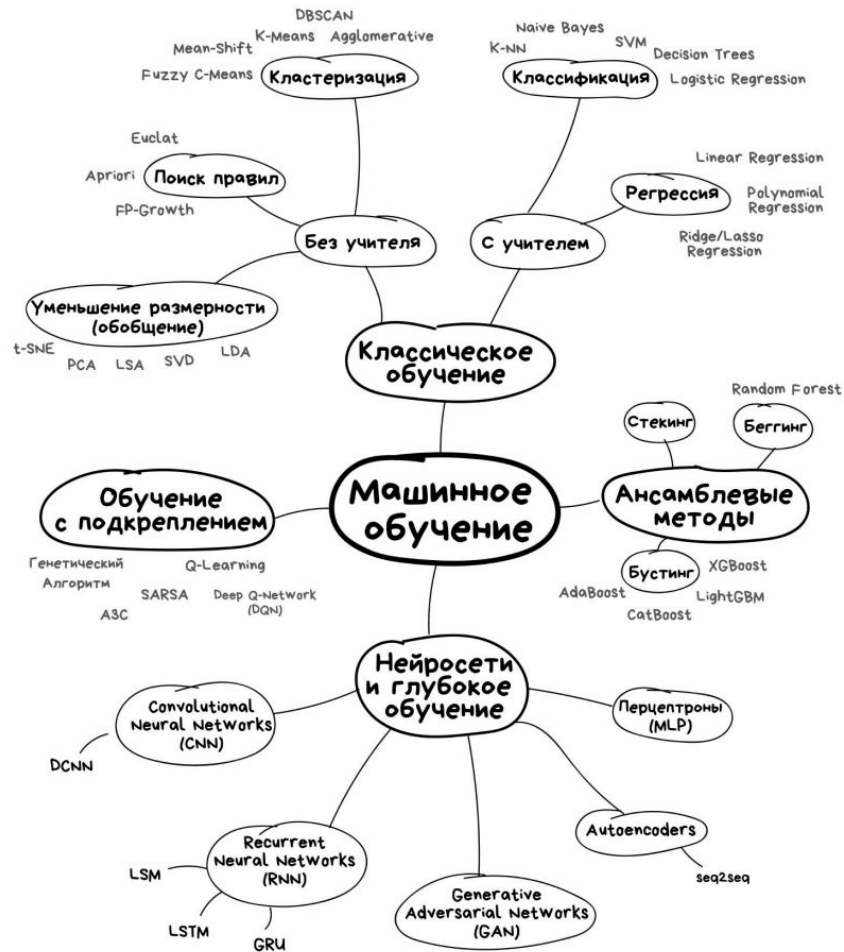 DBSCAN
Mean-Shift
K-Means
Agglomerative
Fuzzy C-Means
Кластеризация
Naive Bayes
K-NN
SVM
Decision Trees
Классификация
Logistic Regression
Euclat
Apriori
Поиск правил
FP-Growth
Linear Regression
Регрессия
Polynomial
Regression
Ridge/Lasso
Regression
Без учителя
С учителем
Уменьшение размерности
(обобщение)
t-SNE
PCA
LSA
SVD
LDA
Классическое
обучение
Random Forest
Стекинг
Беггинг
Обучение
с подкреплением
Машинное
обучение
Ансамблевые
методы
Генетический
Алгоритм
Q-Learning
SARSA
Deep Q-Network
(DQN)
A3C
Бустинг
XGBoost
AdaBoost
LightGBM
CatBoost
Нейросети
и глубокое
обучение
Convolutional
Neural Networks
(CNN)
DCNN
Перцептроны
(MLP)
Recurrent
Neural Networks
(RNN)
LSM
LSTM
GRU
Autoencoders
seq2seq
Generative
Adversarial Networks
(GAN)